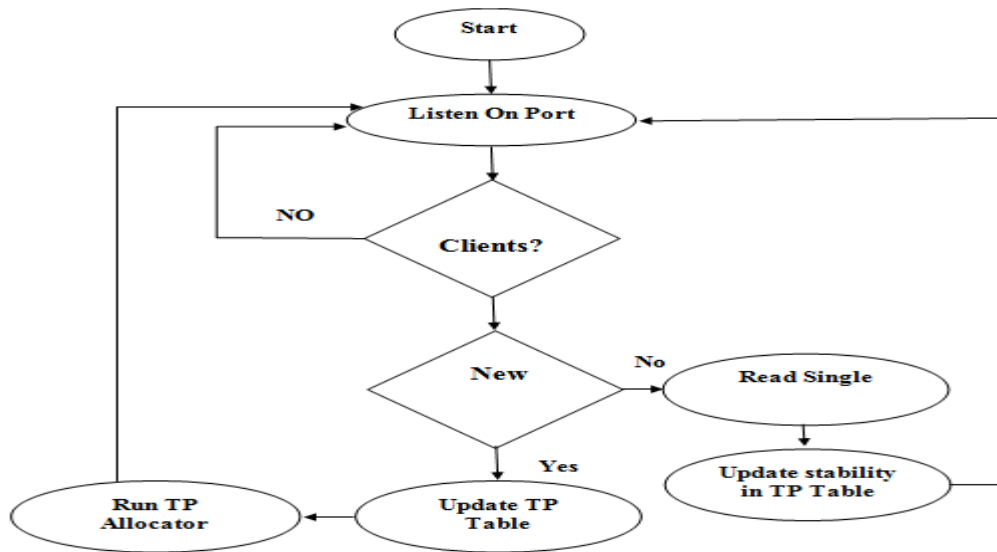 Start
Listen On Port
NO
Clients?
New
No
Read Single
Yes
Update stability
in TP Table
Run TP
Allocator
Update TP
Table